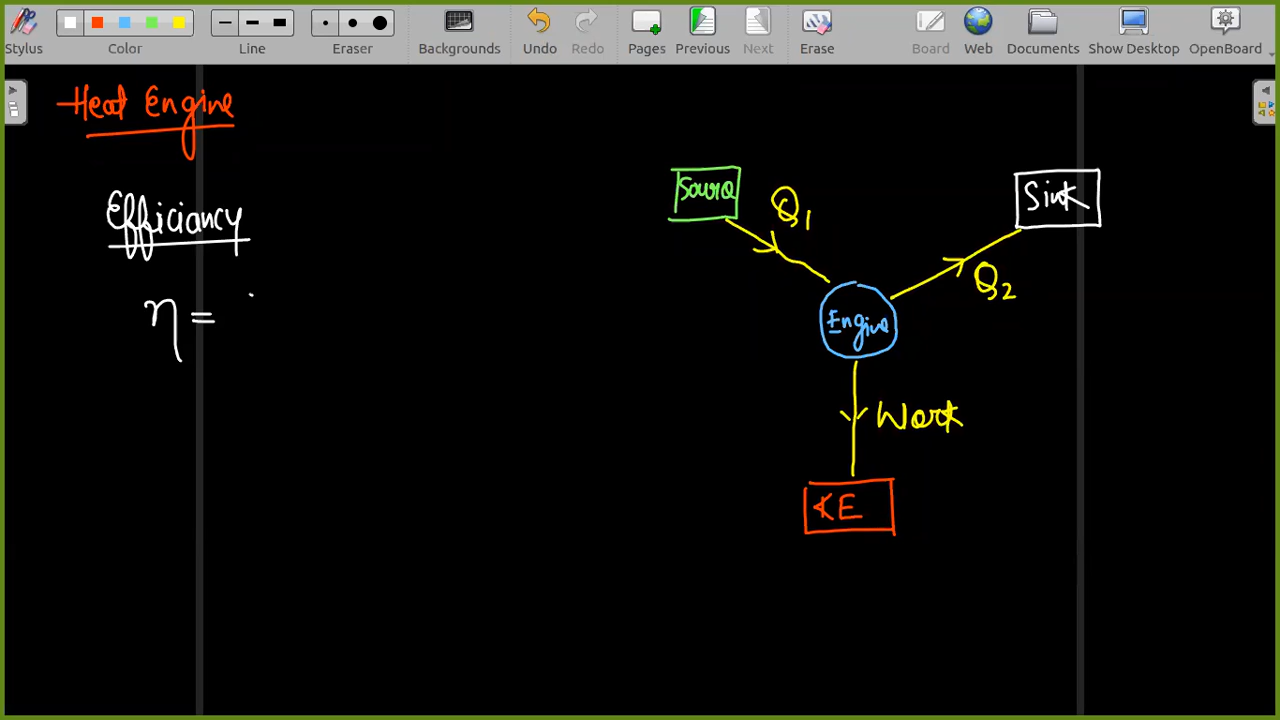 Stylus Color Line Eraser Backgrounds Undo Redo Pages Previous Next Erase Board Web Documents Show Desktop OpenBoard
Heat Engine
Efficiancy
η =
Source
Q1
Sink
Q2
Engine
Work
KE